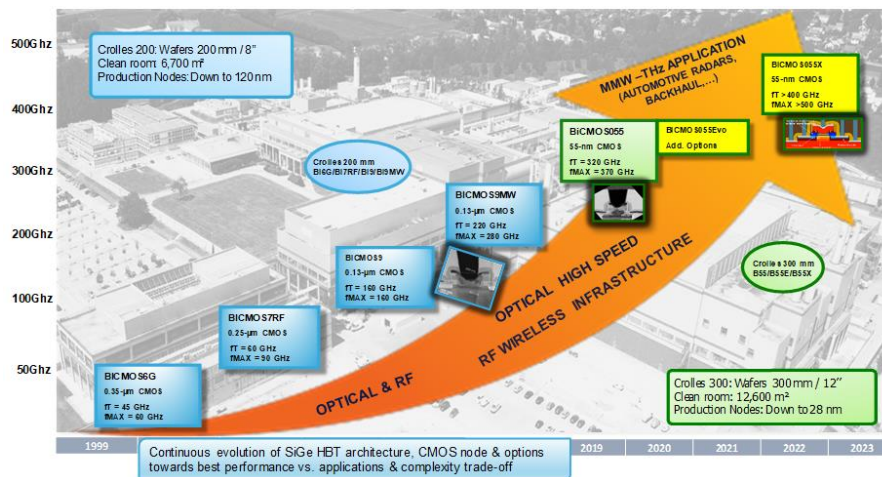 500Ghz
400Ghz
300Ghz
200Ghz
100Ghz
50Ghz
Crolles 200: Wafers 200 mm / 8"
Clean room: 6,700 m²
Production Nodes: Down to 120 nm
Crolles 200 mm
BI6G/BI7RF/BI9/BI9MW
BICMOS6G
0.35-µm CMOS
fT = 45 GHz
fMAX = 60 GHz
BICMOS7RF
0.25-µm CMOS
fT = 60 GHz
fMAX = 90 GHz
BICMOS9
0.13-µm CMOS
fT = 160 GHz
fMAX = 160 GHz
BICMOS9MW
0.13-µm CMOS
fT = 220 GHz
fMAX = 280 GHz
BiCMOS055
55-nm CMOS
fT = 320 GHz
fMAX = 370 GHz
BICMOS055Evo
Add. Options
BICMOS055X
55-nm CMOS
fT > 400 GHz
fMAX >500 GHz
MMW –THz APPLICATION
(AUTOMOTIVE RADARS,
BACKHAUL,...)
OPTICAL & RF
OPTICAL HIGH SPEED
RF WIRELESS INFRASTRUCTURE
Crolles 300 mm
B55/B55E/B55X
Crolles 300: Wafers 300 mm / 12"
Clean room: 12,600 m²
Production Nodes: Down to 28 nm
1999
2019
2020
2021
2022
2023
Continuous evolution of SiGe HBT architecture, CMOS node & options
towards best performance vs. applications & complexity trade-off